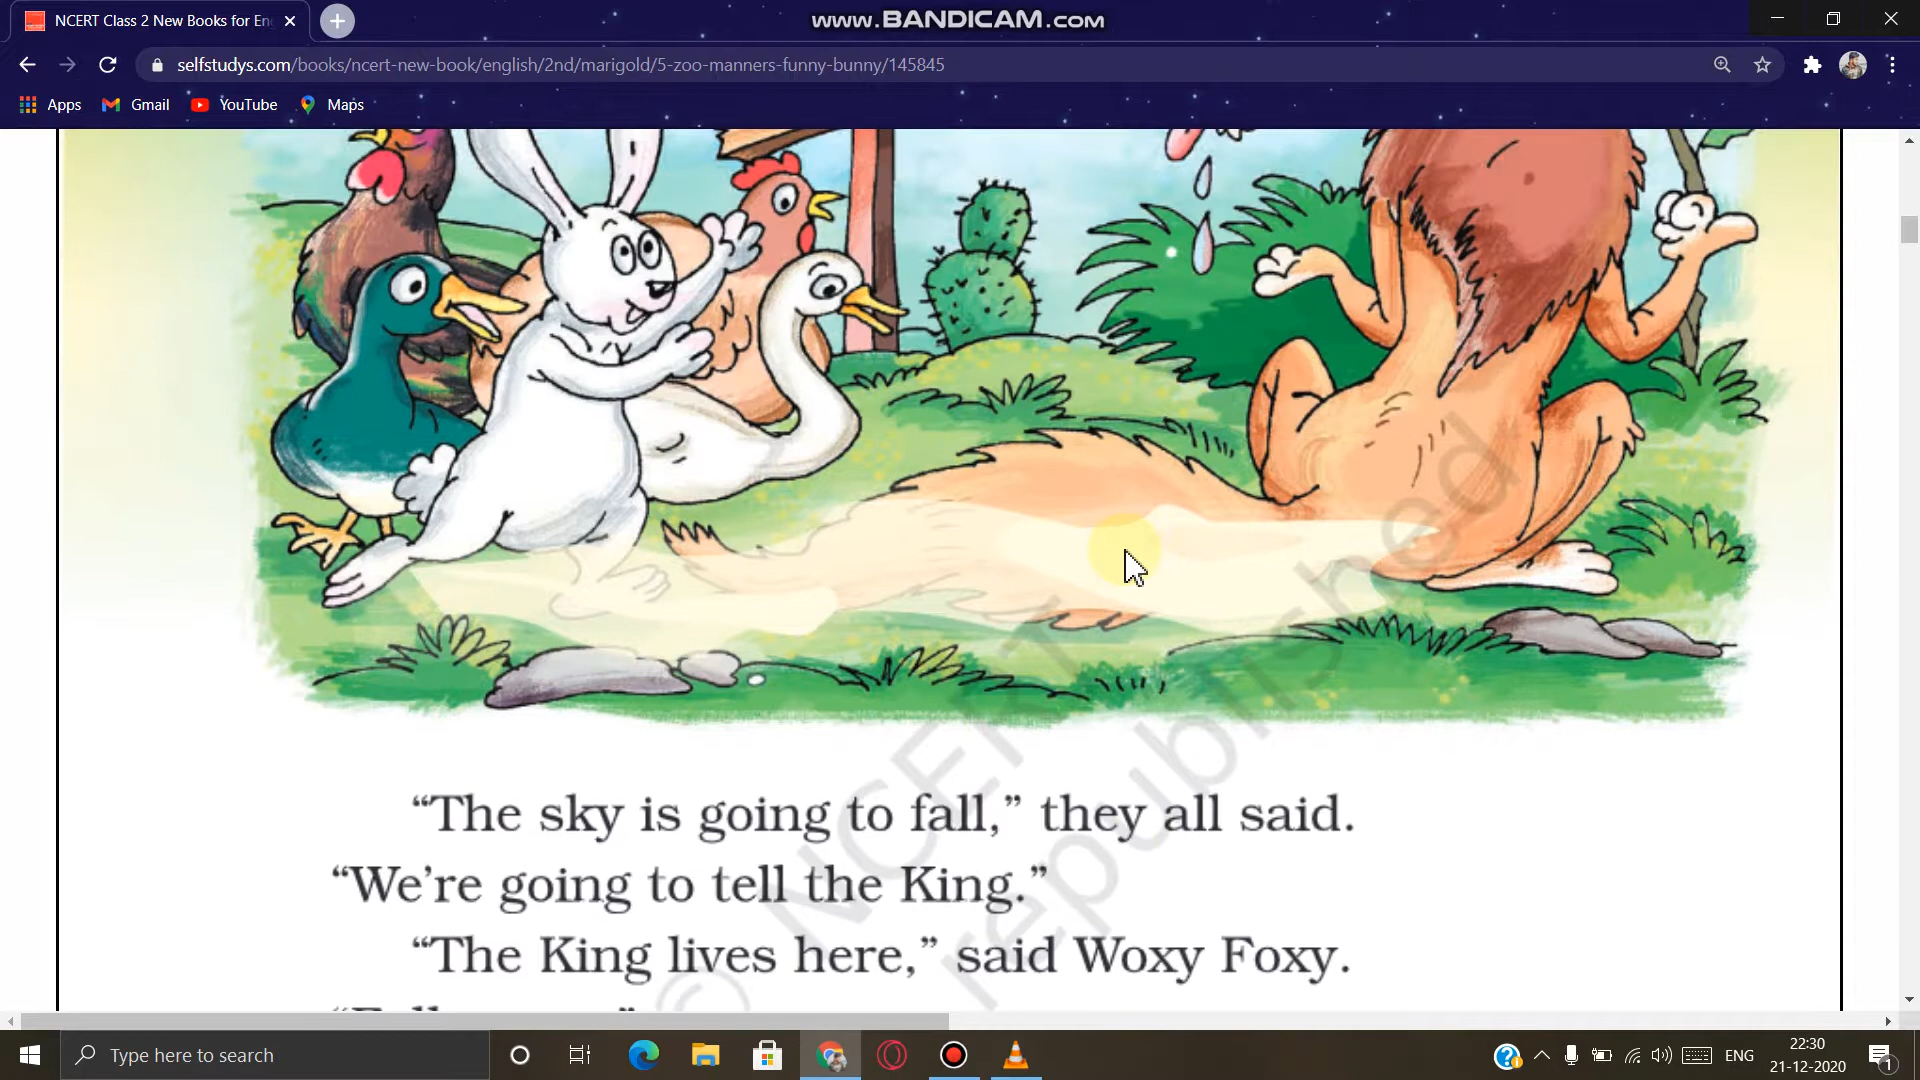 NCERT Class 2 New Books for En
www.BANDICAM.com
selfstudys.com/books/ncert-new-book/english/2nd/marigold/5-zoo-manners-funny-bunny/145845
Apps
Gmail
YouTube
Maps
“The sky is going to fall,” they all said.
“We’re going to tell the King.”
“The King lives here,” said Woxy Foxy.
© NCERT
republished
Type here to search
ENG
22:30
21-12-2020
1